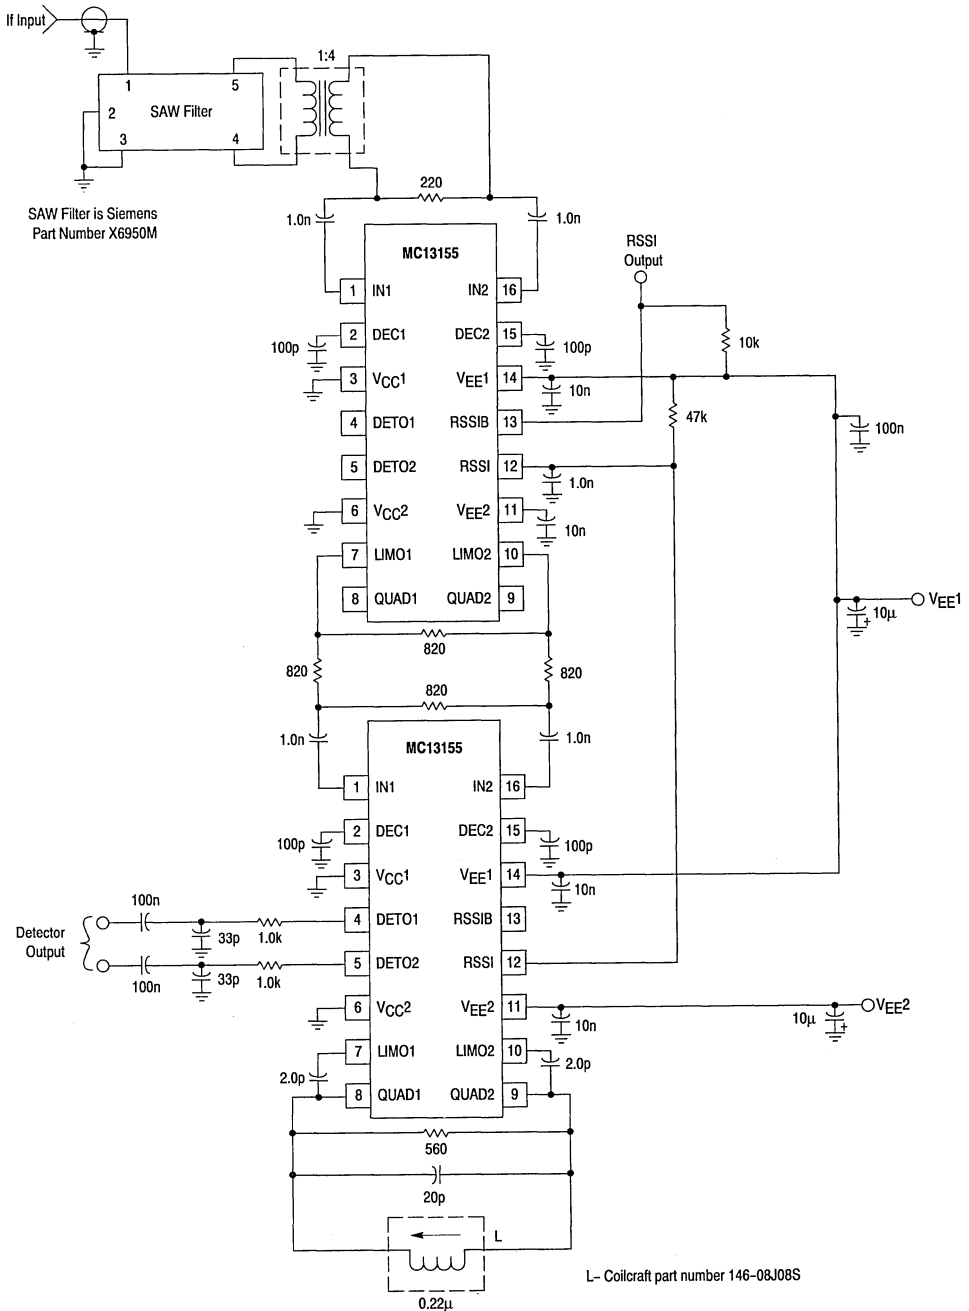 If Input
1:4
1
5
2
SAW Filter
3
4
SAW Filter is Siemens
Part Number X6950M
220
1.0n
1.0n
MC13155
RSSI
Output
1
IN1
IN2
16
2
DEC1
DEC2
15
100p
100p
10k
3
VCC1
VEE1
14
10n
4
DETO1
RSSIB
13
47k
100n
5
DETO2
RSSI
12
1.0n
6
VCC2
VEE2
11
10n
7
LIMO1
LIMO2
10
8
QUAD1
QUAD2
9
VEE1
10µ
+
820
820
820
820
1.0n
1.0n
MC13155
1
IN1
IN2
16
2
DEC1
DEC2
15
100p
100p
3
VCC1
VEE1
14
10n
100n
4
DETO1
RSSIB
13
Detector
Output
33p
1.0k
5
DETO2
RSSI
12
100n
33p
1.0k
6
VCC2
VEE2
11
10n
10µ
+
VEE2
7
LIMO1
LIMO2
10
2.0p
2.0p
8
QUAD1
QUAD2
9
560
20p
L
0.22µ
L– Coilcraft part number 146–08J08S